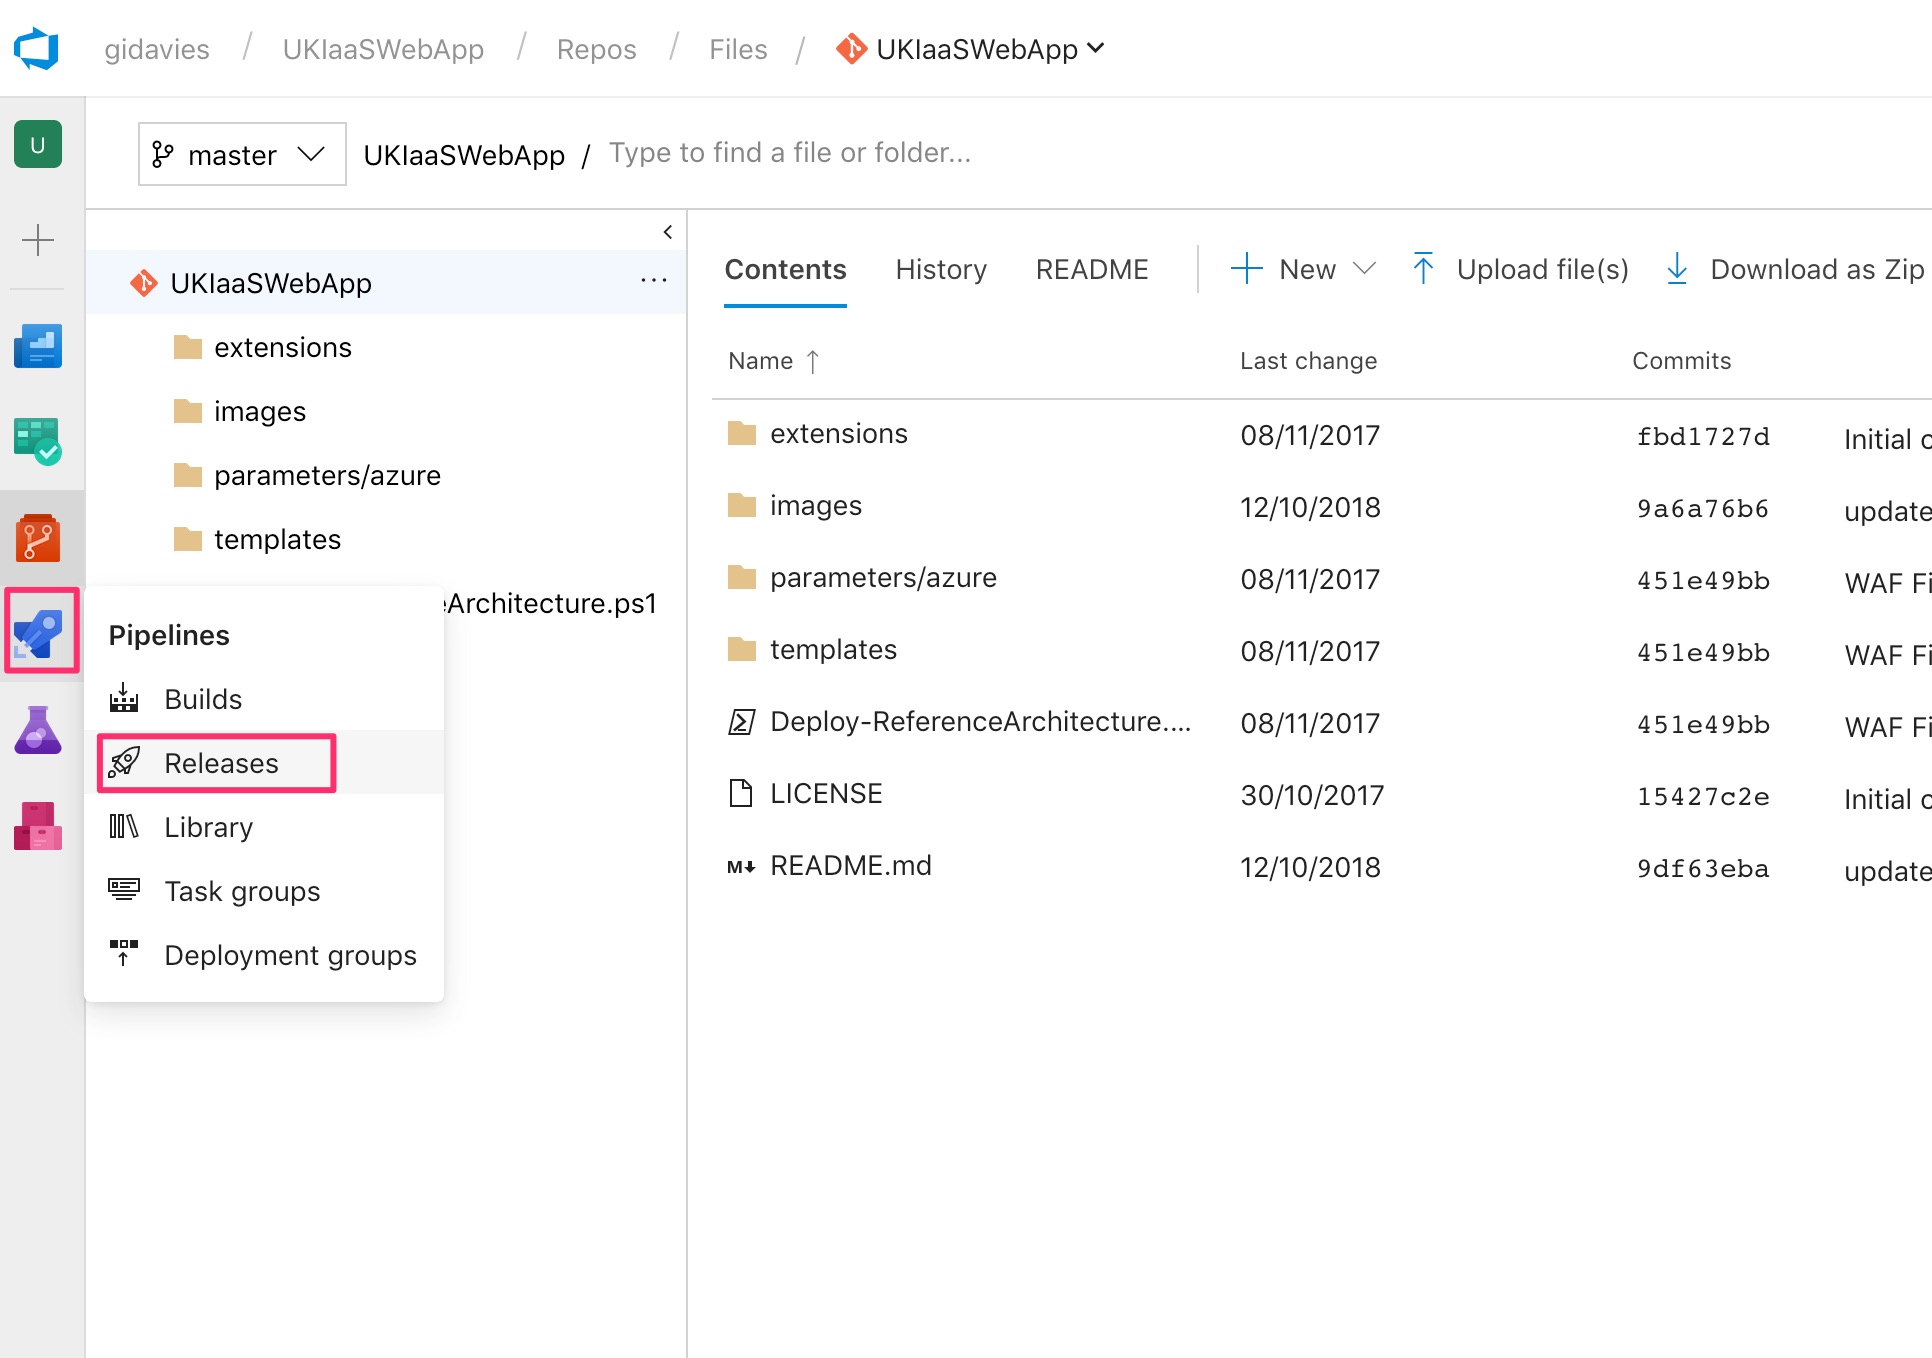 gidavies / UKIaaSWebApp / Repos / Files / UKIaaSWebApp
U
master
UKIaaSWebApp / Type to find a file or folder...
UKIaaSWebApp ...
extensions
images
parameters/azure
templates
Architecture.ps1
Pipelines
Builds
Releases
Library
Task groups
Deployment groups
Contents History README New Upload file(s) Download as Zip
Name ↑ Last change Commits
extensions 08/11/2017 fbd1727d Initial
images 12/10/2018 9a6a76b6 update
parameters/azure 08/11/2017 451e49bb WAF Fi
templates 08/11/2017 451e49bb WAF Fi
Deploy-ReferenceArchitecture.... 08/11/2017 451e49bb WAF Fi
LICENSE 30/10/2017 15427c2e Initial
M↓ README.md 12/10/2018 9df63eba update